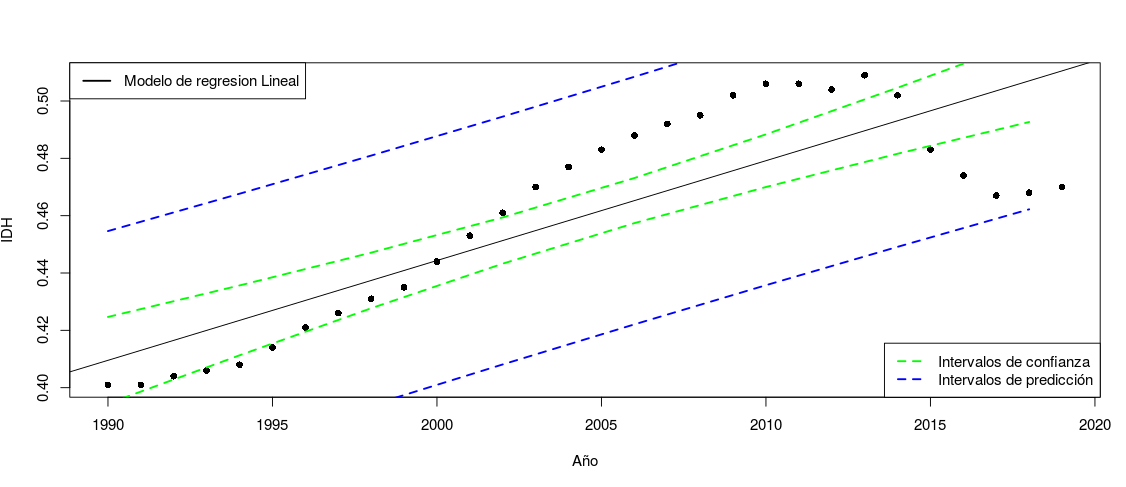 Modelo de regresion Lineal
IDH
0.50
0.48
0.46
0.44
0.42
0.40
Intervalos de confianza
Intervalos de predicción
1990 1995 2000 2005 2010 2015 2020
Año